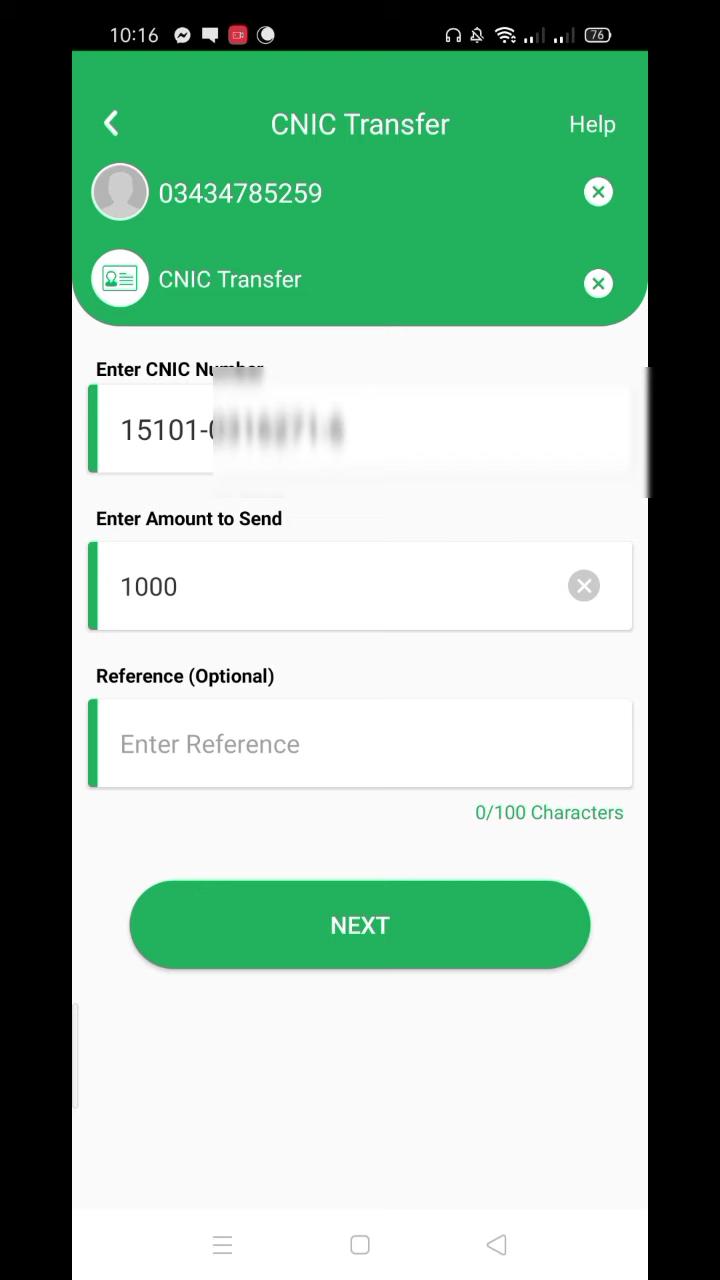 10:16
76
CNIC Transfer
Help
03434785259
CNIC Transfer
Enter CNIC Number
15101-
Enter Amount to Send
1000
Reference (Optional)
Enter Reference
0/100 Characters
NEXT